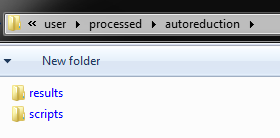 « user ▸ processed ▸ autoreduction ▸
New folder
results
scripts